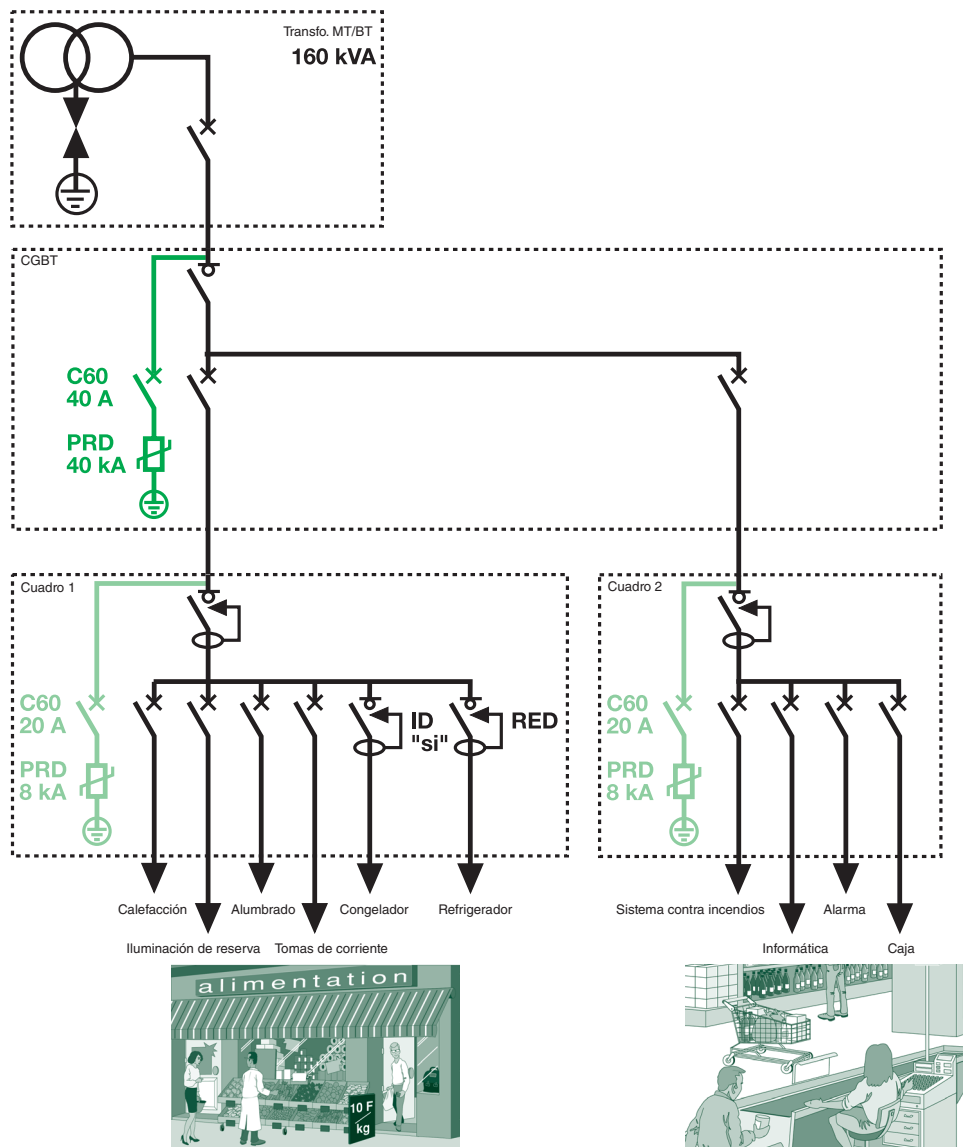 Transfo. MT/BT
160 kVA
CGBT
C60
40 A
PRD
40 kA
Cuadro 1
C60
20 A
PRD
8 kA
ID
"si"
RED
Cuadro 2
C60
20 A
PRD
8 kA
Calefacción
Alumbrado
Congelador
Refrigerador
Iluminación de reserva
Tomas de corriente
Sistema contra incendios
Alarma
Informática
Caja
alimentation
10 F
kg